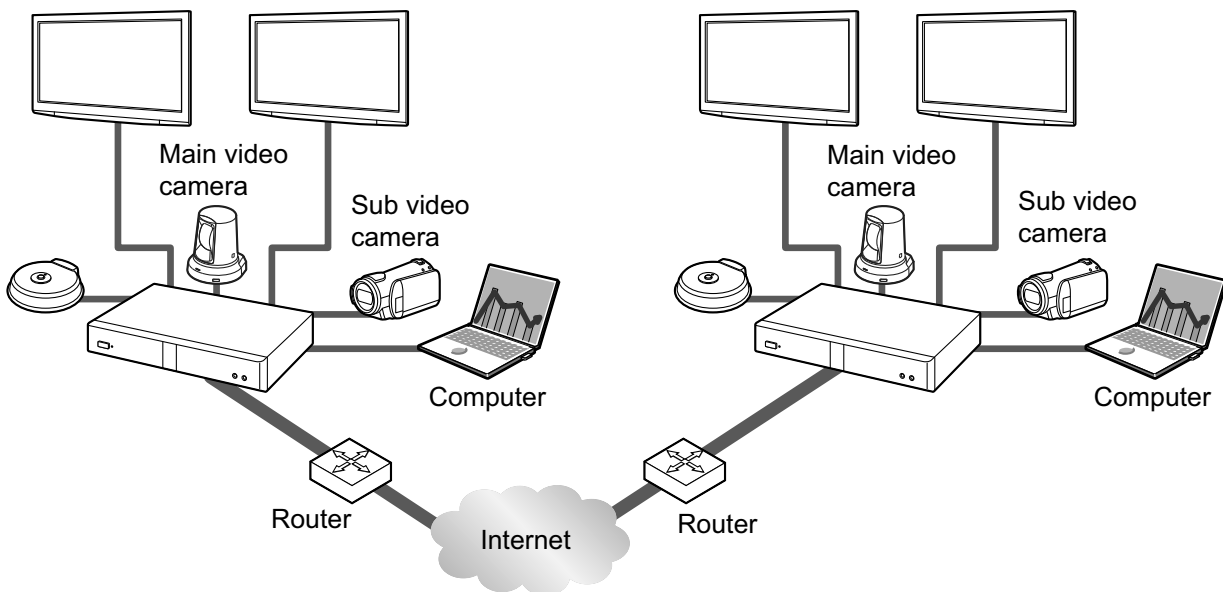 Main video
camera
Sub video
camera
Computer
Router
Internet
Router
Main video
camera
Sub video
camera
Computer